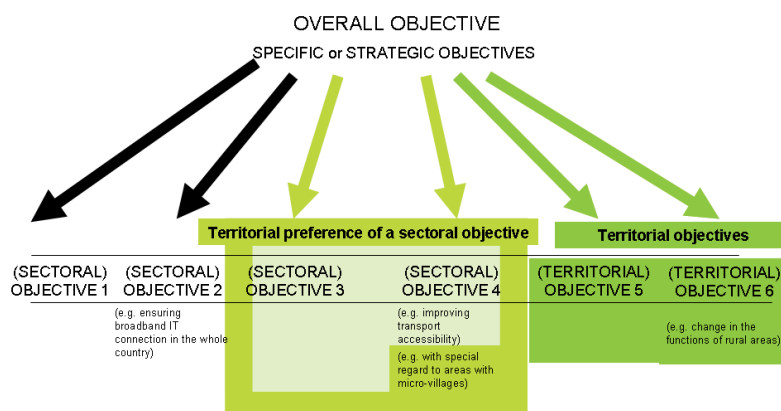 OVERALL OBJECTIVE
SPECIFIC or STRATEGIC OBJECTIVES
Territorial preference of a sectoral objective
Territorial objectives
(SECTORAL)
OBJECTIVE 1
(SECTORAL)
OBJECTIVE 2
(e.g. ensuring
broadband IT
connection in the whole
country)
(SECTORAL)
OBJECTIVE 3
(SECTORAL)
OBJECTIVE 4
(e.g. improving
transport
accessibility)
(e.g. with special
regard to areas with
micro-villages)
(TERRITORIAL)
OBJECTIVE 5
(TERRITORIAL)
OBJECTIVE 6
(e.g. change in the
functions of rural areas)